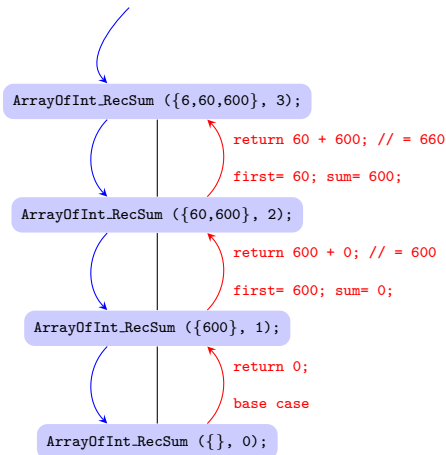 ArrayOfInt_RecSum ({6,60,600}, 3);
return 60 + 600; // = 660
first= 60; sum= 600;
ArrayOfInt_RecSum ({60,600}, 2);
return 600 + 0; // = 600
first= 600; sum= 0;
ArrayOfInt_RecSum ({600}, 1);
return 0;
base case
ArrayOfInt_RecSum ({}, 0);